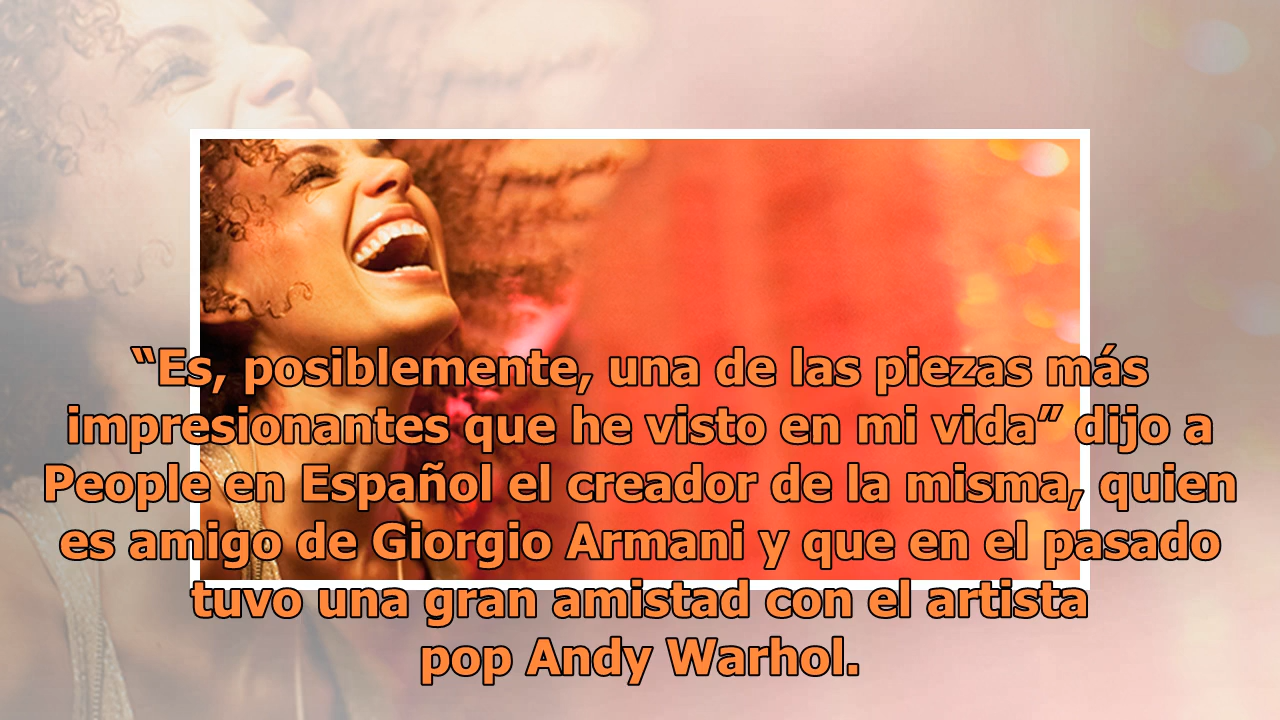 “Es, posiblemente, una de las piezas más
impresionantes que he visto en mi vida” dijo a
People en Español el creador de la misma, quien
es amigo de Giorgio Armani y que en el pasado
tuvo una gran amistad con el artista
pop Andy Warhol.